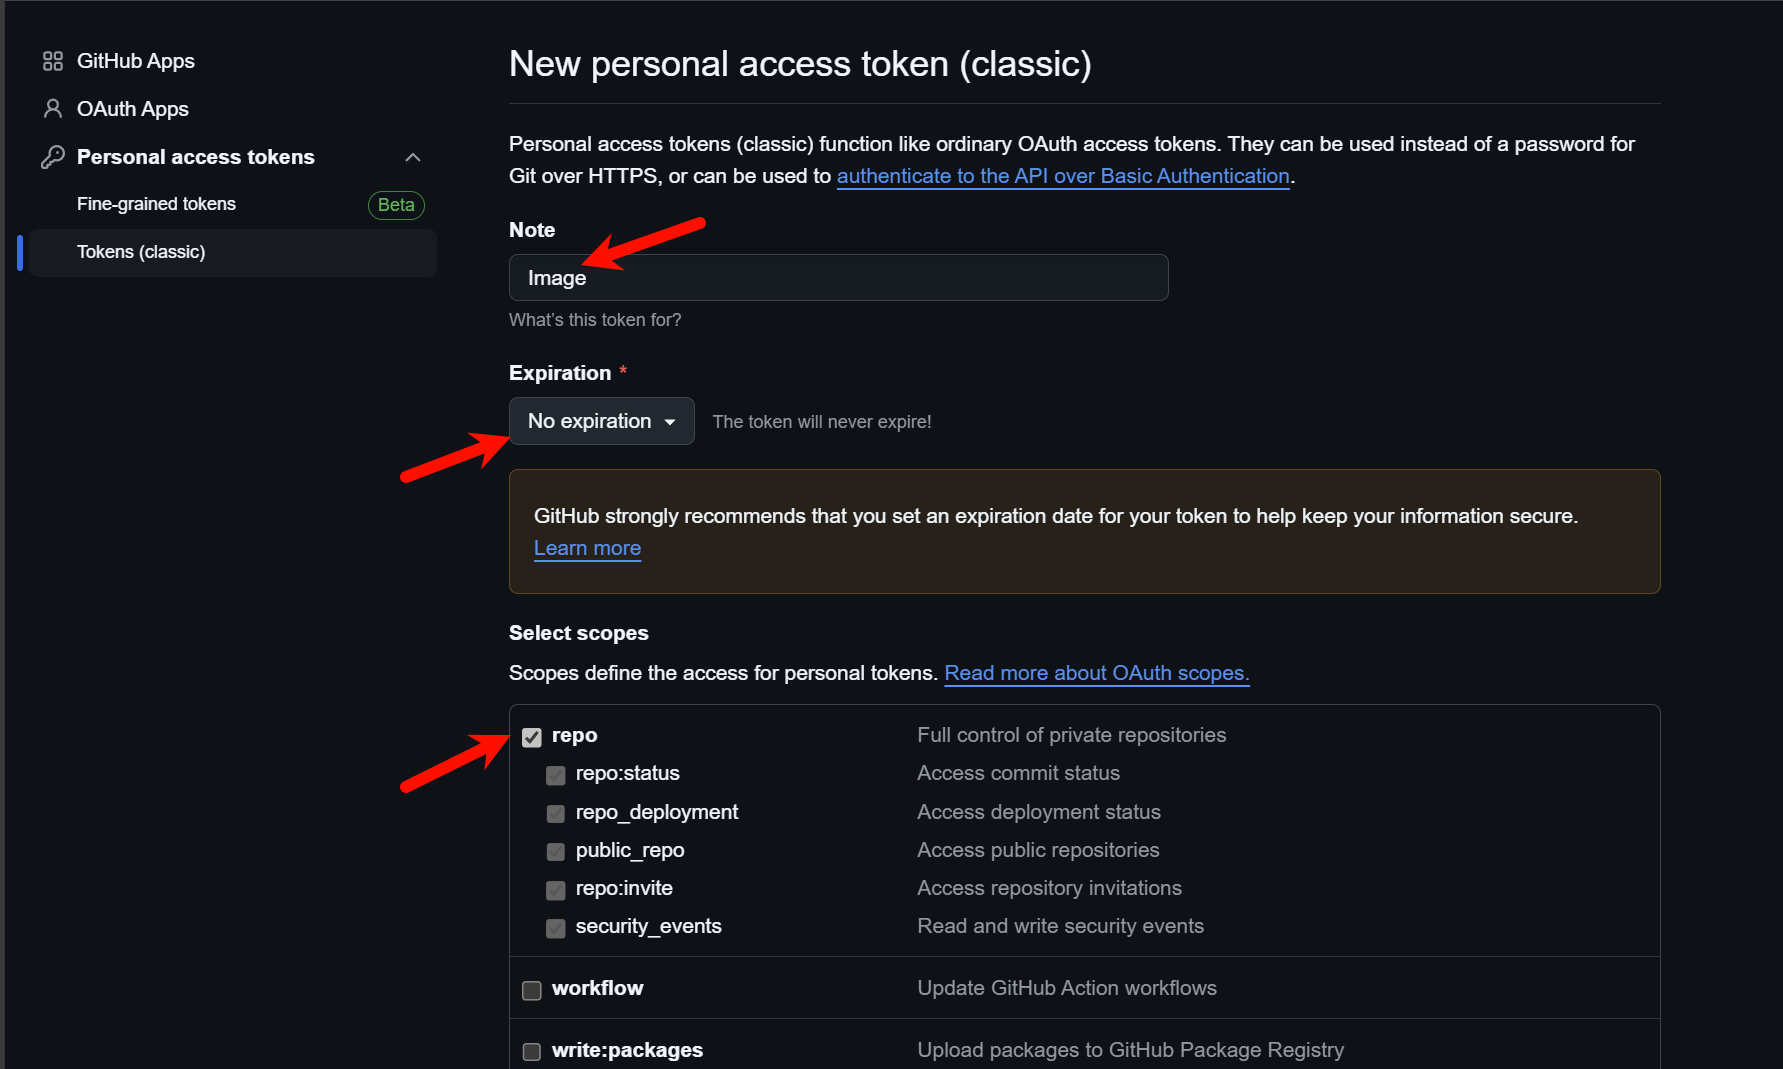 GitHub Apps
OAuth Apps
Personal access tokens
Fine-grained tokens
Beta
Tokens (classic)
New personal access token (classic)
Personal access tokens (classic) function like ordinary OAuth access tokens. They can be used instead of a password for
Git over HTTPS, or can be used to authenticate to the API over Basic Authentication.
Note
Image
What's this token for?
Expiration *
No expiration
The token will never expire!
GitHub strongly recommends that you set an expiration date for your token to help keep your information secure.
Learn more
Select scopes
Scopes define the access for personal tokens. Read more about OAuth scopes.
repo Full control of private repositories
repo:status Access commit status
repo_deployment Access deployment status
public_repo Access public repositories
repo:invite Access repository invitations
security_events Read and write security events
workflow Update GitHub Action workflows
write:packages Upload packages to GitHub Package Registry